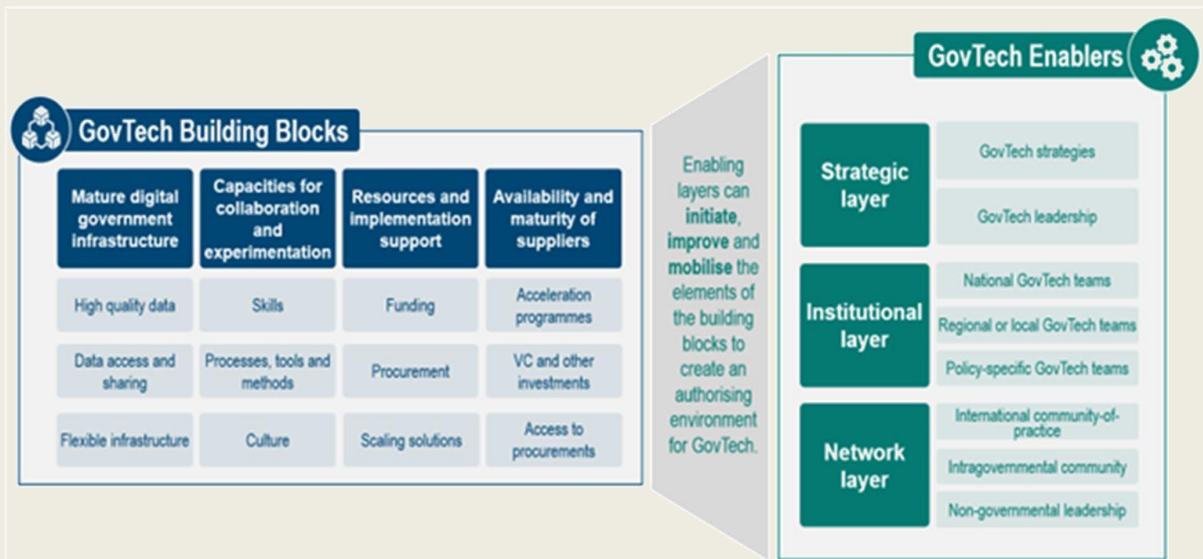 GovTech Building Blocks
Mature digital
government
infrastructure
High quality data
Data access and
sharing
Flexible infrastructure
Capacities for
collaboration
and
experimentation
Skills
Processes, tools and
methods
Culture
Resources and
implementation
support
Funding
Procurement
Scaling solutions
Availability and
maturity of
suppliers
Acceleration
programmes
VC and other
investments
Access to
procurements
Enabling
layers can
initiate,
improve and
mobilise the
elements of
the building
blocks to
create an
authorising
environment
for GovTech.
GovTech Enablers
Strategic
layer
GovTech strategies
GovTech leadership
Institutional
layer
National GovTech teams
Regional or local GovTech teams
Policy-specific GovTech teams
Network
layer
International community-of-
practice
Intragovernmental community
Non-governmental leadership